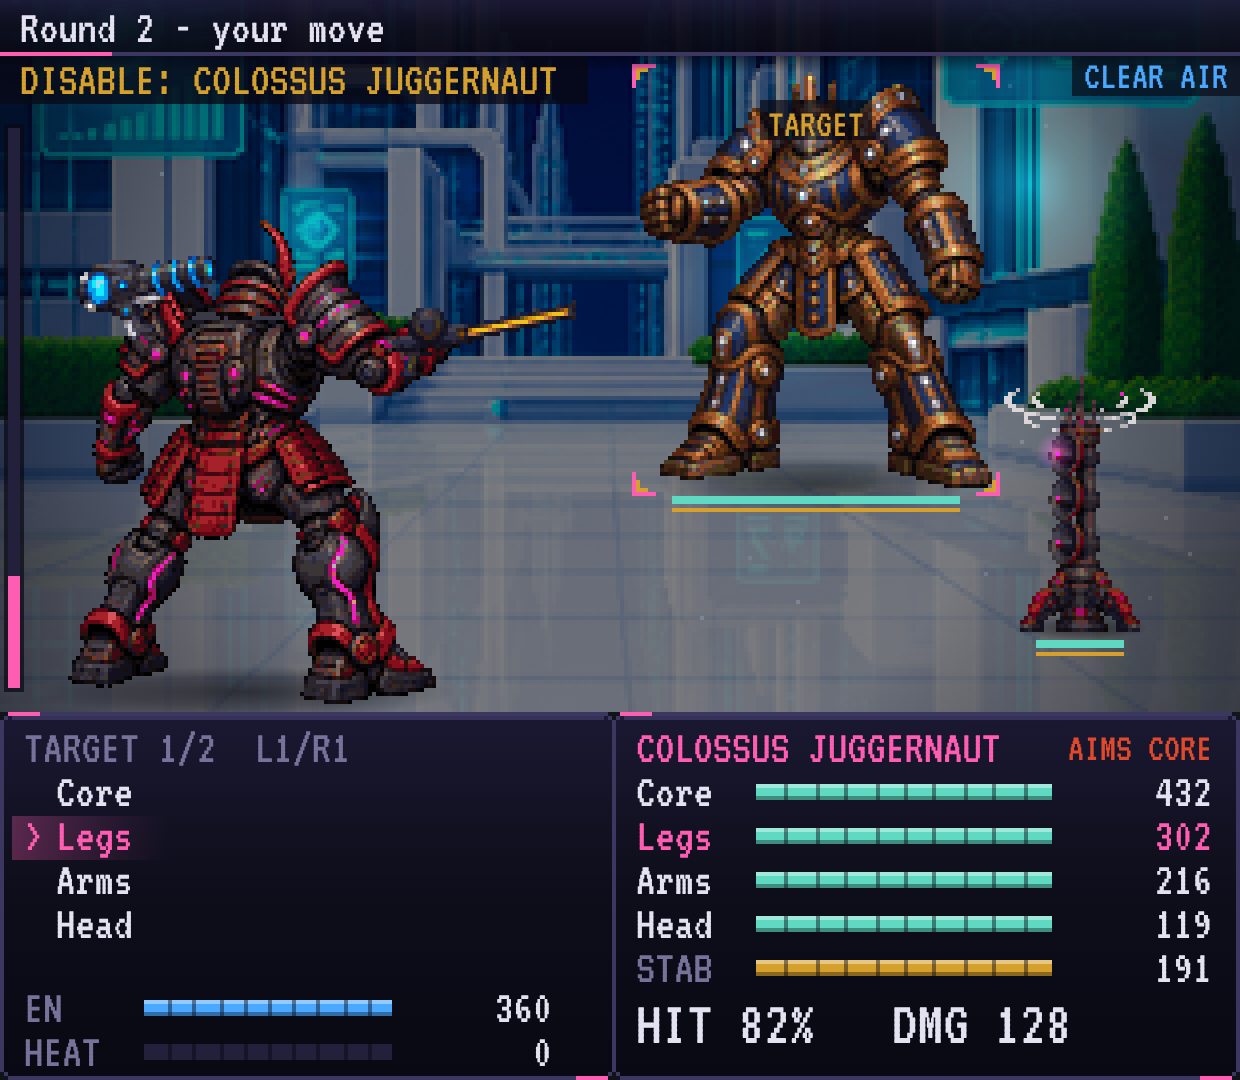 Round 2 - your move
DISABLE: COLOSSUS JUGGERNAUT
CLEAR AIR
TARGET
TARGET 1/2 L1/R1
Core
> Legs
Arms
Head
EN 360
HEAT 0
COLOSSUS JUGGERNAUT AIMS CORE
Core 432
Legs 302
Arms 216
Head 119
STAB 191
HIT 82% DMG 128